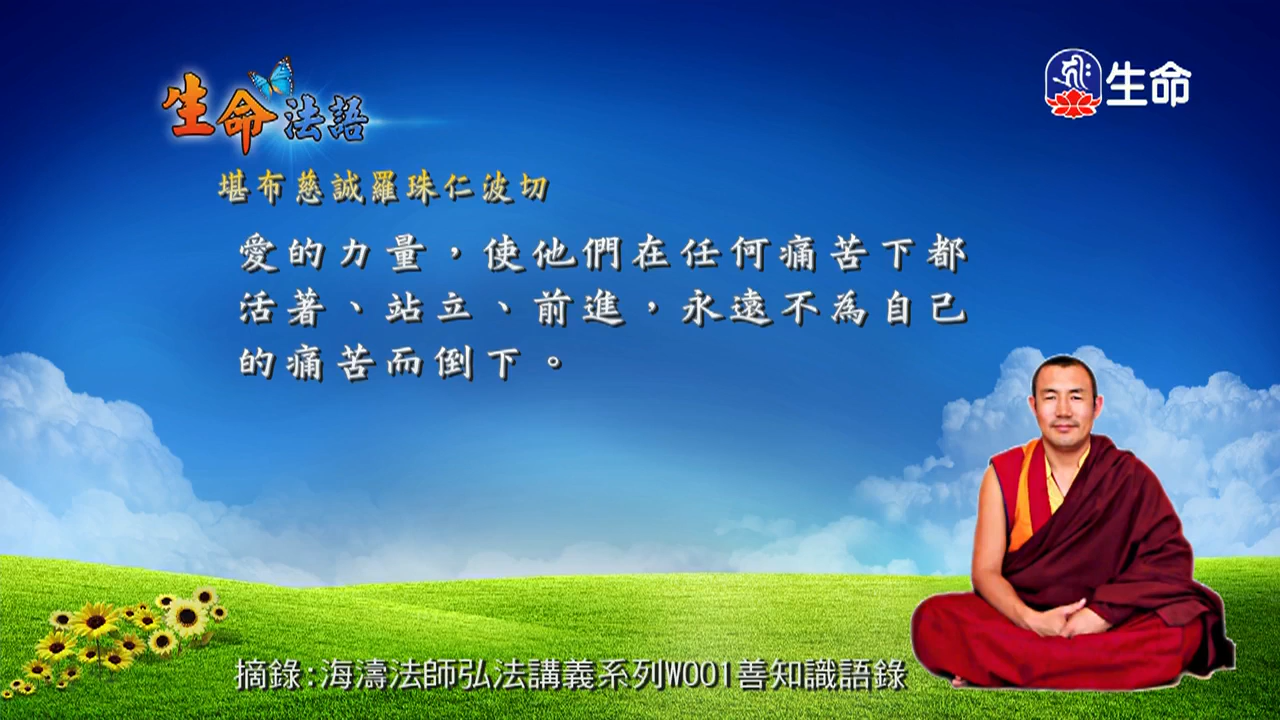 生命法語
生命
堪布慈誠羅珠仁波切
愛的力量，使他們在任何痛苦下都
活著、站立、前進，永遠不為自己
的痛苦而倒下。
摘錄:海濤法師弘法講義系列W001善知識語錄